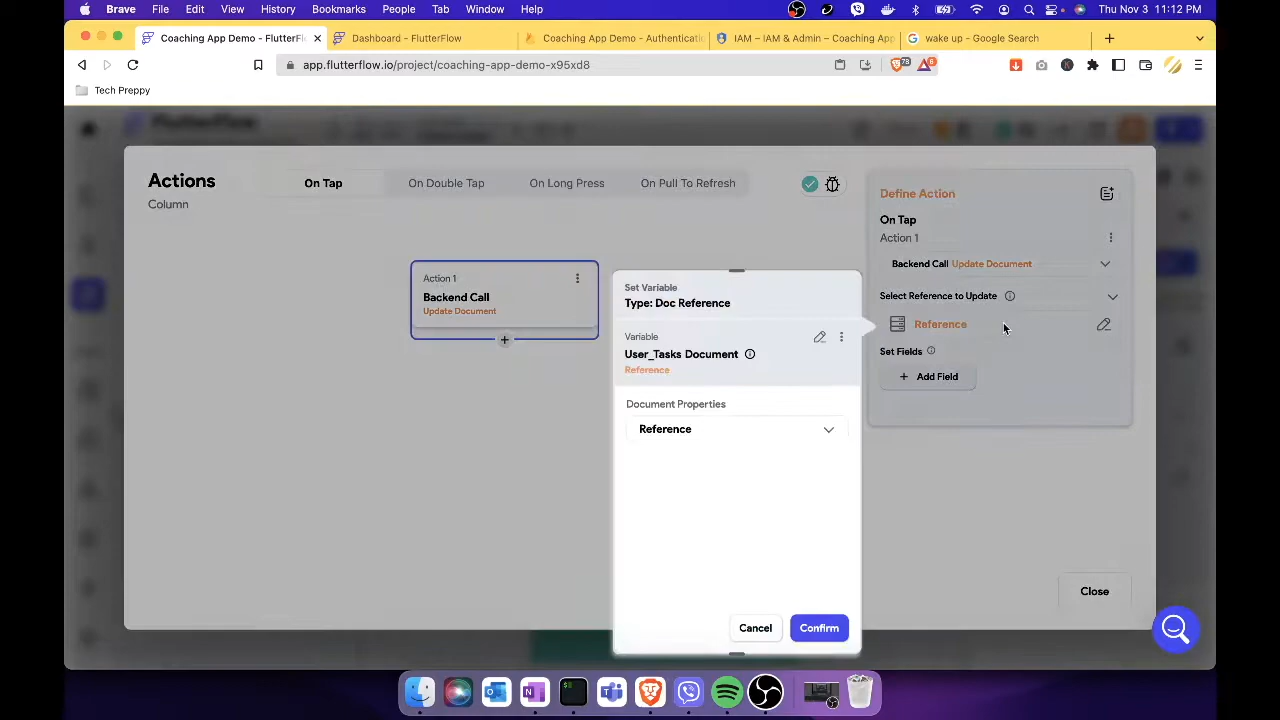 Brave File Edit View History Bookmarks People Tab Window Help Thu Nov 3 11:12 PM
Coaching App Demo - FlutterFl
Dashboard - FlutterFlow
Coaching App Demo - Authenticati
IAM – IAM & Admin – Coaching App
wake up - Google Search
app.flutterflow.io/project/coaching-app-demo-x95xd8
78
6
Tech Preppy
FlutterFlow
Actions
Column
On Tap
On Double Tap
On Long Press
On Pull To Refresh
Action 1
Backend Call
Update Document
Set Variable
Type: Doc Reference
Variable
User_Tasks Document
Reference
Document Properties
Reference
Cancel
Confirm
Define Action
On Tap
Action 1
Backend Call Update Document
Select Reference to Update
Reference
Set Fields
+ Add Field
Close